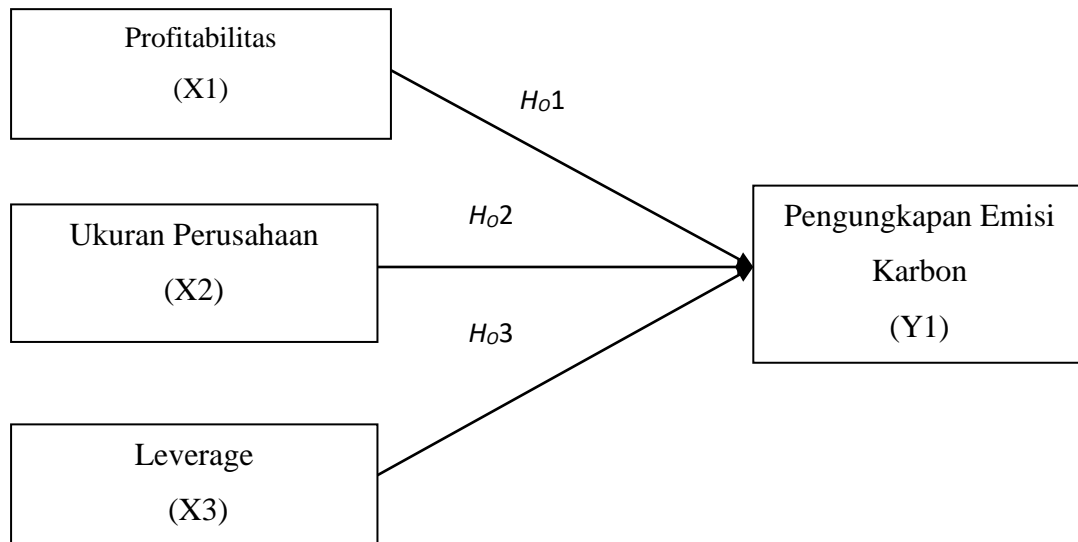 Profitabilitas
(X1)
HO1
Ukuran Perusahaan
(X2)
HO2
Pengungkapan Emisi
Karbon
(Y1)
HO3
Leverage
(X3)